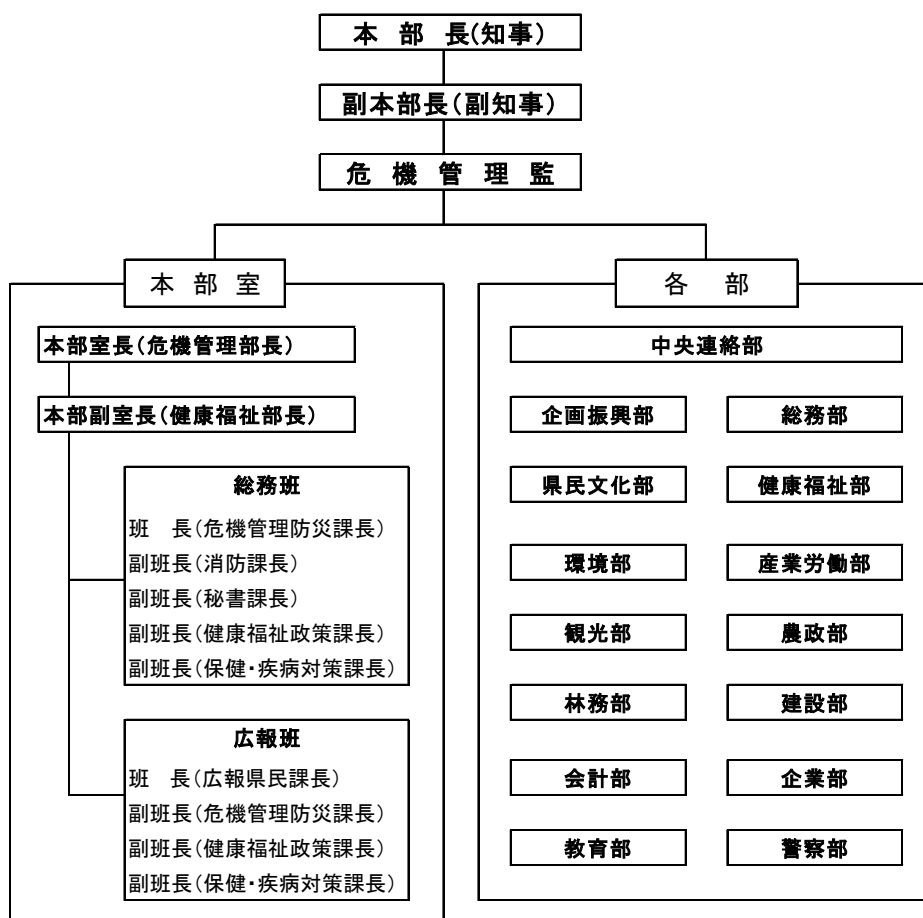 本 部 長(知事)
副本部長(副知事)
危 機 管 理 監
本 部 室
本部室長(危機管理部長)
本部副室長(健康福祉部長)
総務班
班 長(危機管理防災課長)
副班長(消防課長)
副班長(秘書課長)
副班長(健康福祉政策課長)
副班長(保健・疾病対策課長)
広報班
班 長(広報県民課長)
副班長(危機管理防災課長)
副班長(健康福祉政策課長)
副班長(保健・疾病対策課長)
各 部
中央連絡部
企画振興部 総務部
県民文化部 健康福祉部
環境部 産業労働部
観光部 農政部
林務部 建設部
会計部 企業部
教育部 警察部